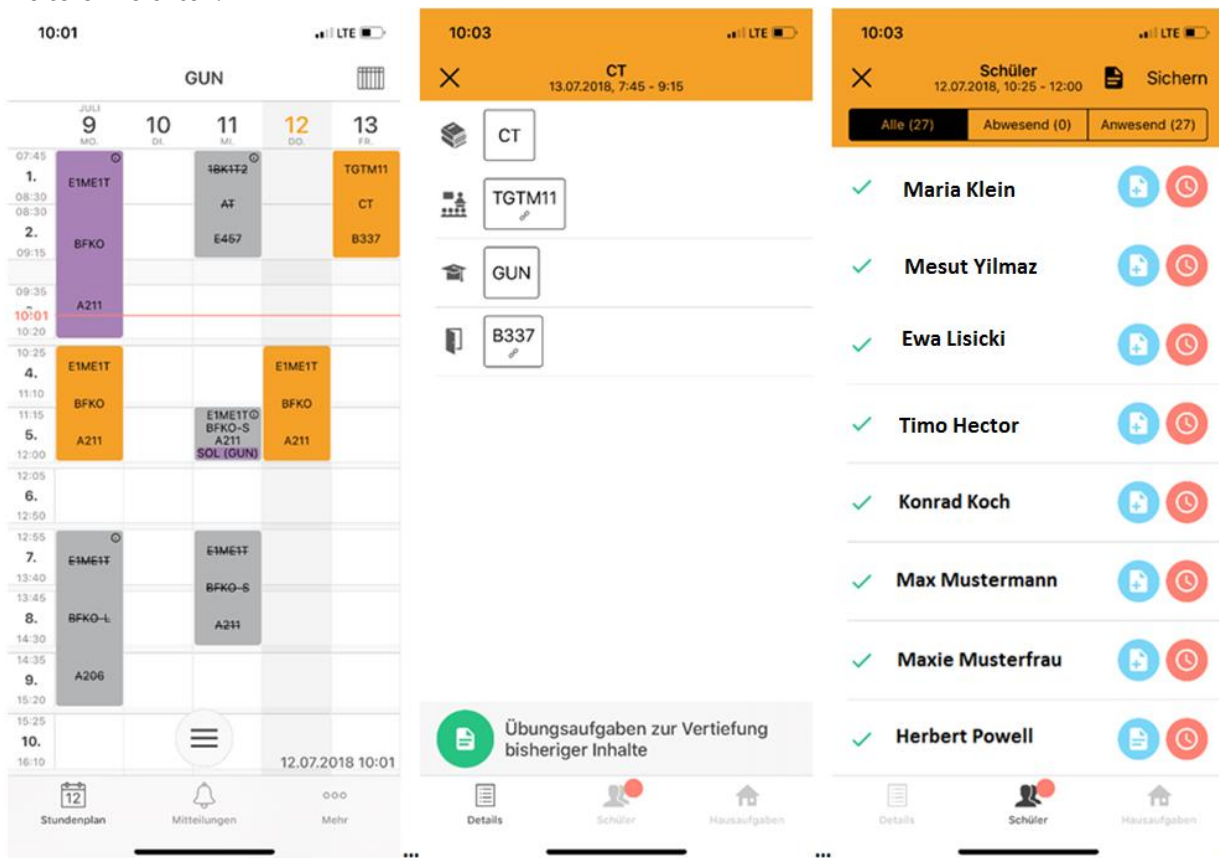 10:01
LTE
GUN
JULI
9
10
11
12
13
MO.
DI.
MI.
DO.
FR.
07:45
1.
08:30
08:30
2.
09:15
09:35
10:01
10:20
10:25
4.
11:10
11:15
5.
12:00
12:05
6.
12:50
12:55
7.
13:40
13:45
8.
14:30
14:35
9.
15:20
15:25
10.
16:10
E1ME1T
BFKO
A211
E1ME1T
BFKO
A211
E1ME1T
BFKO-L
A206
1BK1T2
AT
E457
E1ME1T
BFKO-S
A211
SOL (GUN)
E1ME1T
BFKO-S
A211
E1ME1T
BFKO
A211
TGTM11
CT
B337
12.07.2018 10:01
12
Stundenplan
Mitteilungen
Mehr
...
10:03
LTE
CT
13.07.2018, 7:45 - 9:15
CT
TGTM11
GUN
B337
Übungsaufgaben zur Vertiefung
bisheriger Inhalte
Details
Schüler
Hausaufgaben
...
10:03
LTE
Schüler
12.07.2018, 10:25 - 12:00
Sichern
Alle (27)
Abwesend (0)
Anwesend (27)
Maria Klein
Mesut Yilmaz
Ewa Lisicki
Timo Hector
Konrad Koch
Max Mustermann
Maxie Musterfrau
Herbert Powell
Details
Schüler
Hausaufgaben